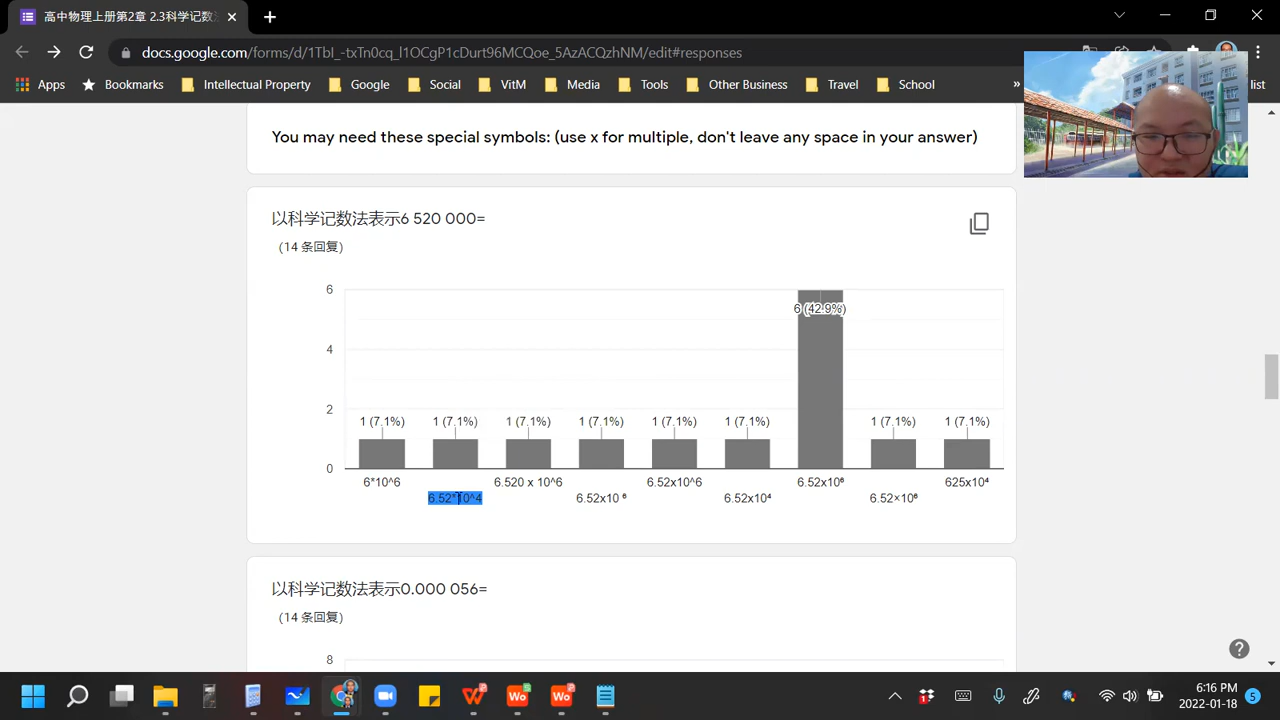 高中物理上册第2章 2.3科学记数
docs.google.com/forms/d/1TbI_-txTn0cg_l1OCgP1cDurt96MCQoe_5AzACQzhNM/edit#responses
Apps
Bookmarks
Intellectual Property
Google
Social
VitM
Media
Tools
Other Business
Travel
School
»
list
You may need these special symbols: (use x for multiple, don't leave any space in your answer)
以科学记数法表示6 520 000=
(14 条回复)
6
6 (42.9%)
4
2
1 (7.1%)
1 (7.1%)
1 (7.1%)
1 (7.1%)
1 (7.1%)
1 (7.1%)
1 (7.1%)
1 (7.1%)
0
6*10^6
6.520 x 10^6
6.52x10^6
6.52x10⁶
625x10⁴
6.52*10^4
6.52x10 ⁶
6.52x10⁴
6.52×10⁶
以科学记数法表示0.000 056=
(14 条回复)
8
6:16 PM
2022-01-18
5